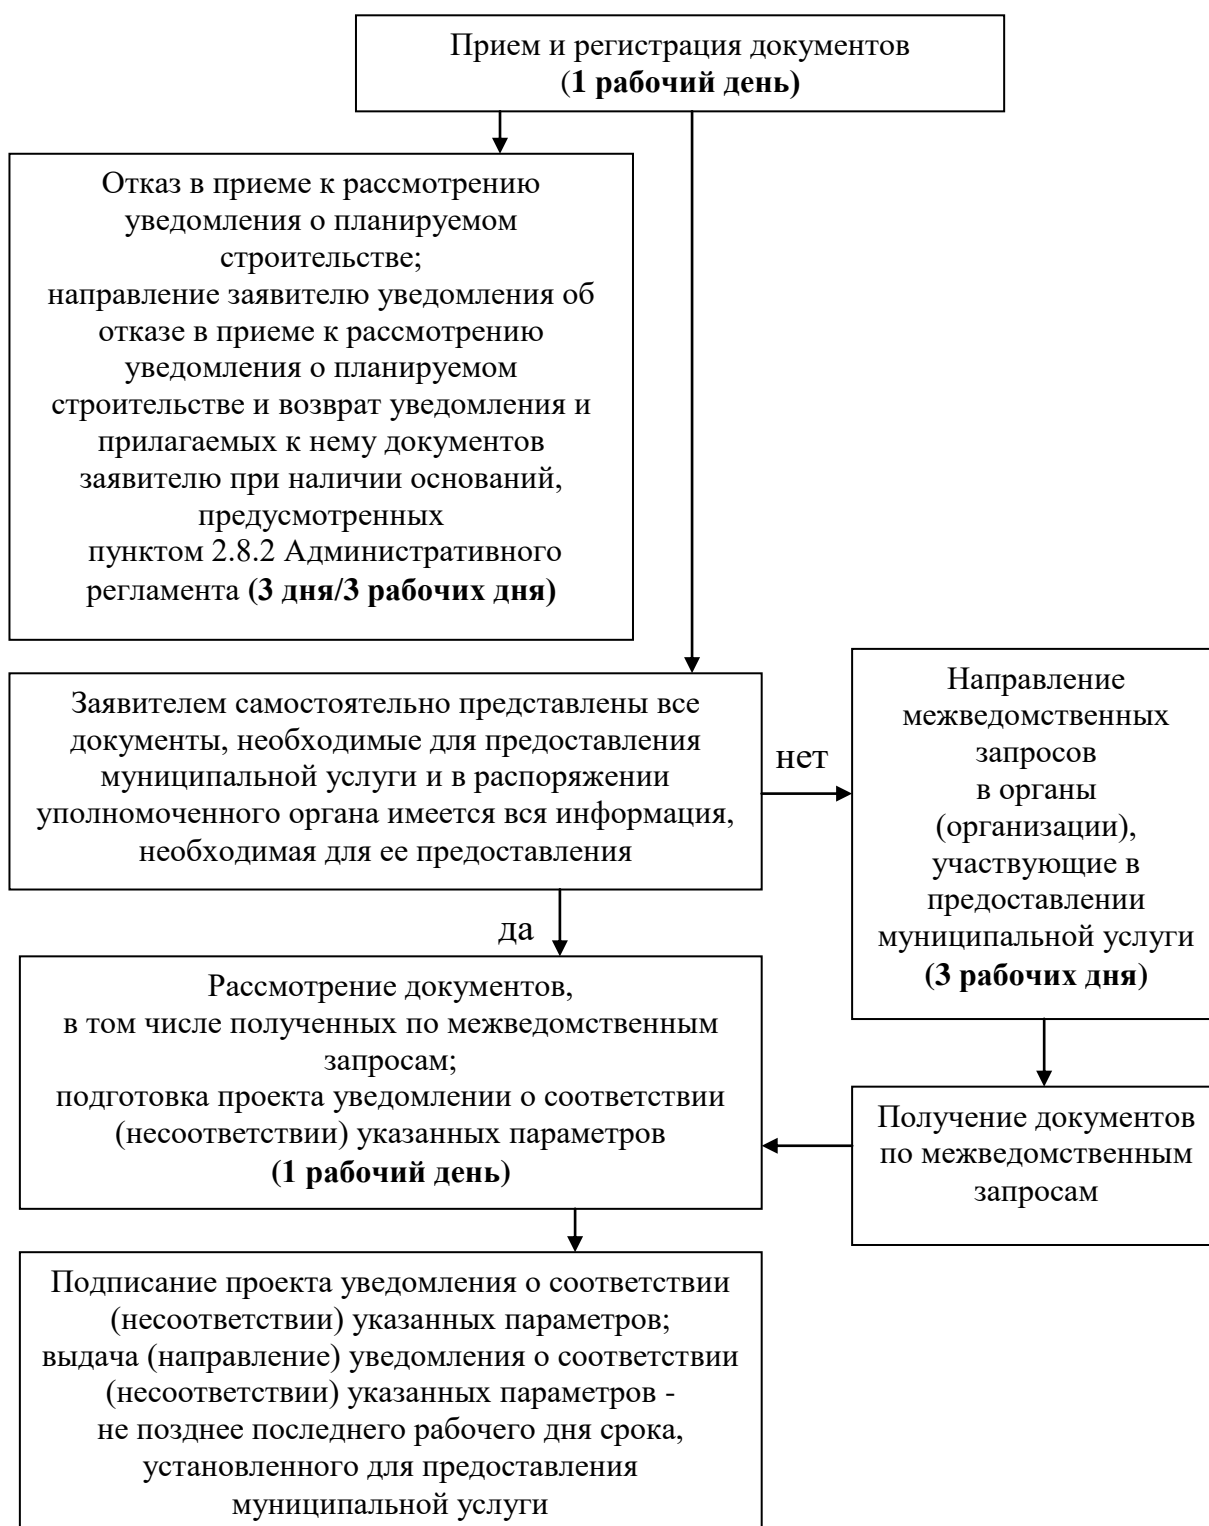 Прием и регистрация документов
(1 рабочий день)
Отказ в приеме к рассмотрению
уведомления о планируемом
строительстве;
направление заявителю уведомления об
отказе в приеме к рассмотрению
уведомления о планируемом
строительстве и возврат уведомления и
прилагаемых к нему документов
заявителю при наличии оснований,
предусмотренных
пунктом 2.8.2 Административного
регламента (3 дня/3 рабочих дня)
Заявителем самостоятельно представлены все
документы, необходимые для предоставления
муниципальной услуги и в распоряжении
уполномоченного органа имеется вся информация,
необходимая для ее предоставления
нет
Направление
межведомственных
запросов
в органы
(организации),
участвующие в
предоставлении
муниципальной услуги
(3 рабочих дня)
да
Рассмотрение документов,
в том числе полученных по межведомственным
запросам;
подготовка проекта уведомлении о соответствии
(несоответствии) указанных параметров
(1 рабочий день)
Получение документов
по межведомственным
запросам
Подписание проекта уведомления о соответствии
(несоответствии) указанных параметров;
выдача (направление) уведомления о соответствии
(несоответствии) указанных параметров -
не позднее последнего рабочего дня срока,
установленного для предоставления
муниципальной услуги